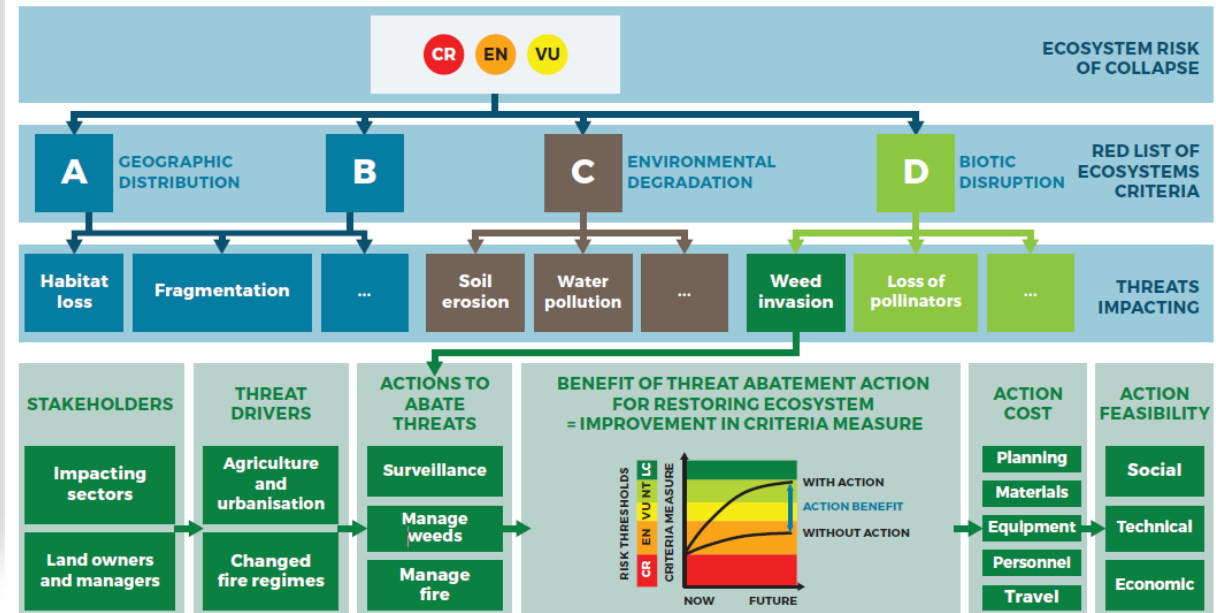 CR EN VU
ECOSYSTEM RISK
OF COLLAPSE
A
GEOGRAPHIC
DISTRIBUTION
B
C
ENVIRONMENTAL
DEGRADATION
D
BIOTIC
DISRUPTION
RED LIST OF
ECOSYSTEMS
CRITERIA
Habitat
loss
Fragmentation
...
Soil
erosion
Water
pollution
...
Weed
invasion
Loss of
pollinators
...
THREATS
IMPACTING
STAKEHOLDERS
Impacting
sectors
Land owners
and managers
THREAT
DRIVERS
Agriculture
and
urbanisation
Changed
fire regimes
ACTIONS TO
ABATE
THREATS
Surveillance
Manage
weeds
Manage
fire
BENEFIT OF THREAT ABATEMENT ACTION
FOR RESTORING ECOSYSTEM
= IMPROVEMENT IN CRITERIA MEASURE
RISK THRESHOLDS
CR EN VU NT LC
CRITERIA MEASURE
WITH ACTION
ACTION BENEFIT
WITHOUT ACTION
NOW FUTURE
ACTION
COST
Planning
Materials
Equipment
Personnel
Travel
ACTION
FEASIBILITY
Social
Technical
Economic